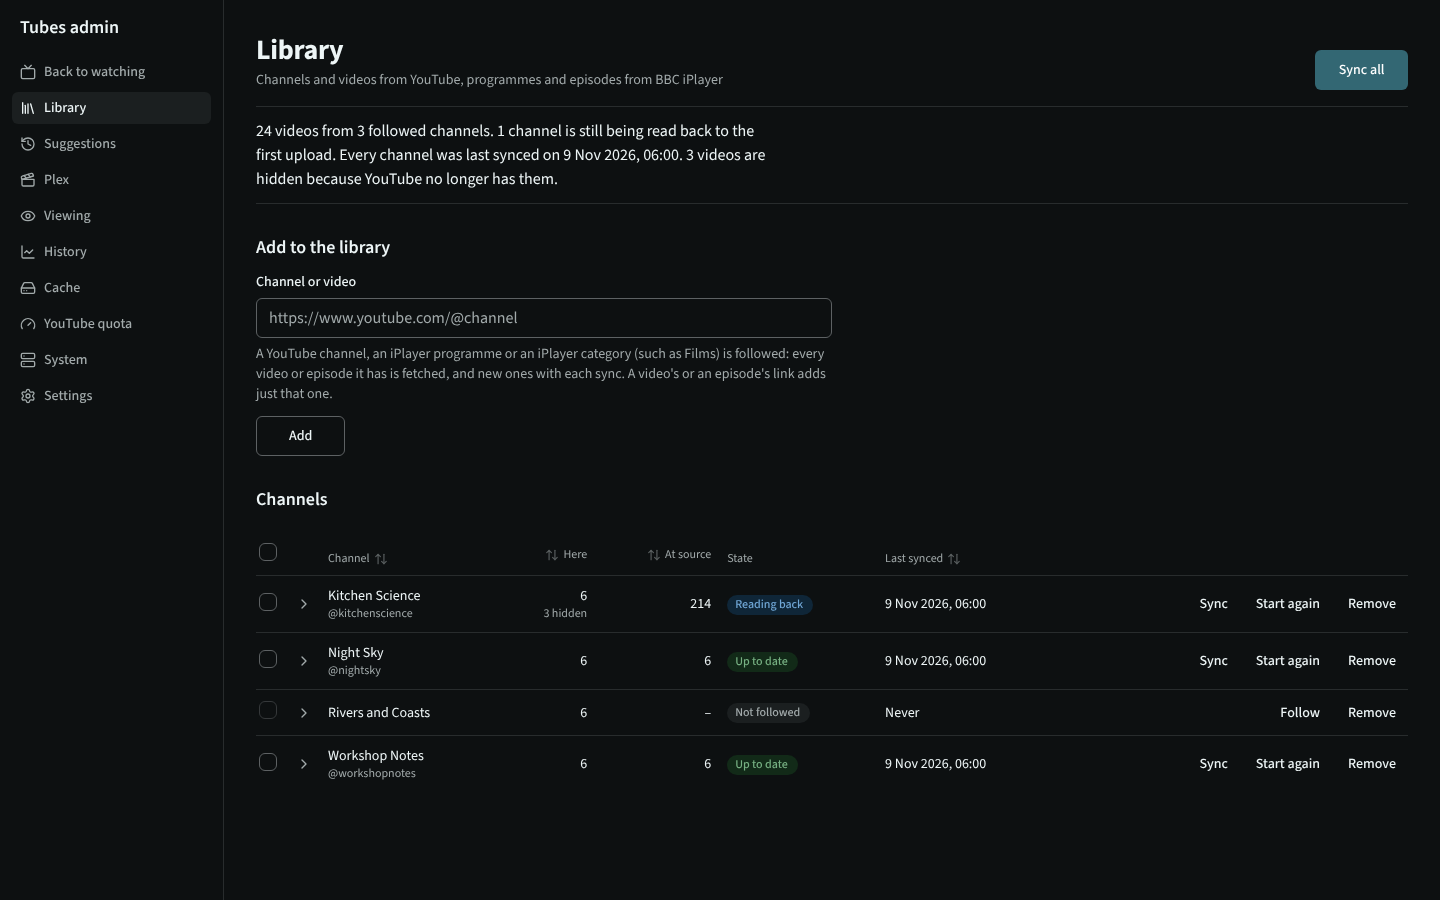 Tubes admin
Back to watching
Library
Suggestions
Plex
Viewing
History
Cache
YouTube quota
System
Settings
Library
Channels and videos from YouTube, programmes and episodes from BBC iPlayer
Sync all
24 videos from 3 followed channels. 1 channel is still being read back to the
first upload. Every channel was last synced on 9 Nov 2026, 06:00. 3 videos are
hidden because YouTube no longer has them.
Add to the library
Channel or video
https://www.youtube.com/@channel
A YouTube channel, an iPlayer programme or an iPlayer category (such as Films) is followed: every
video or episode it has is fetched, and new ones with each sync. A video's or an episode's link adds
just that one.
Add
Channels
Channel Here At source State Last synced
Kitchen Science 6 214 Reading back 9 Nov 2026, 06:00 Sync Start again Remove
@kitchenscience 3 hidden
Night Sky 6 6 Up to date 9 Nov 2026, 06:00 Sync Start again Remove
@nightsky
Rivers and Coasts 6 – Not followed Never Follow Remove
Workshop Notes 6 6 Up to date 9 Nov 2026, 06:00 Sync Start again Remove
@workshopnotes